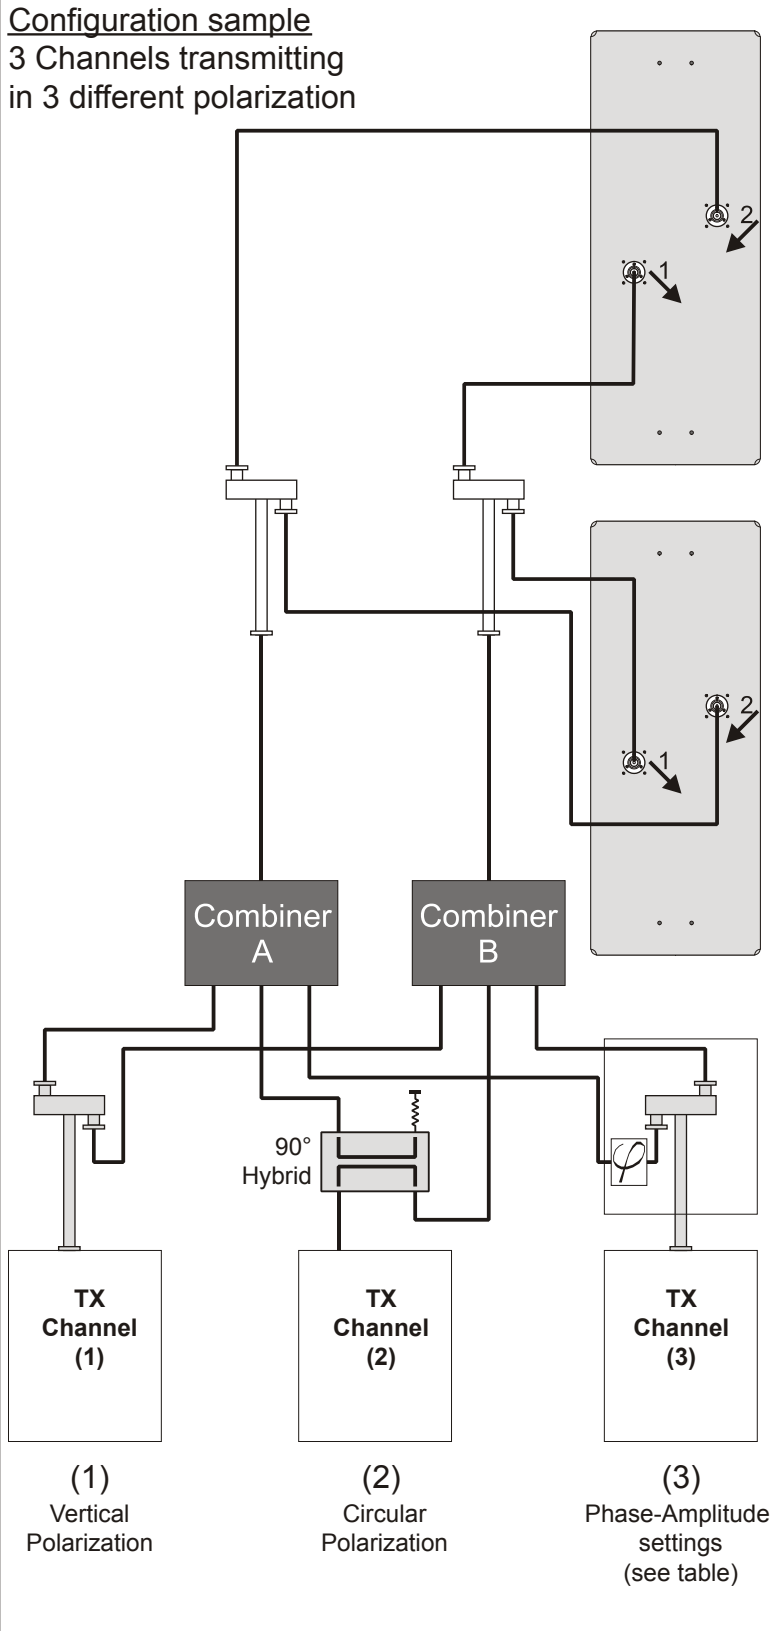 Configuration sample
3 Channels transmitting
in 3 different polarization
2
1
2
1
Combiner
A
Combiner
B
90°
Hybrid
φ
TX
Channel
(1)
TX
Channel
(2)
TX
Channel
(3)
(1)
Vertical
Polarization
(2)
Circular
Polarization
(3)
Phase-Amplitude
settings
(see table)